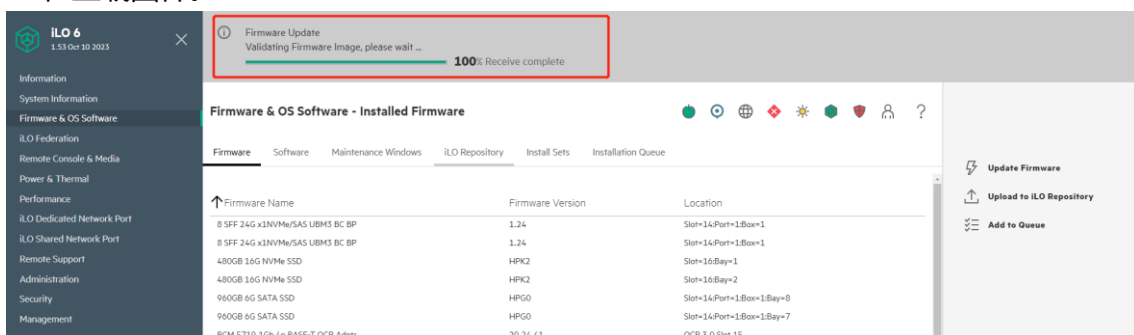 iLO 6
1.53 Oct 10 2023
Information
System Information
Firmware & OS Software
iLO Federation
Remote Console & Media
Power & Thermal
Performance
iLO Dedicated Network Port
iLO Shared Network Port
Remote Support
Administration
Security
Management
Firmware Update
Validating Firmware Image, please wait ...
100% Receive complete
Firmware & OS Software - Installed Firmware
Firmware Software Maintenance Windows iLO Repository Install Sets Installation Queue
Firmware Name Firmware Version Location
8 SFF 24G x1NVMe/SAS UBM3 BC BP 1.24 Slot=14:Port=1:Box=1
8 SFF 24G x1NVMe/SAS UBM3 BC BP 1.24 Slot=14:Port=1:Box=1
480GB 16G NVMe SSD HPK2 Slot=16:Bay=1
480GB 16G NVMe SSD HPK2 Slot=16:Bay=2
960GB 6G SATA SSD HPG0 Slot=14:Port=1:Box=1:Bay=8
960GB 6G SATA SSD HPG0 Slot=14:Port=1:Box=1:Bay=7
Update Firmware
Upload to iLO Repository
Add to Queue